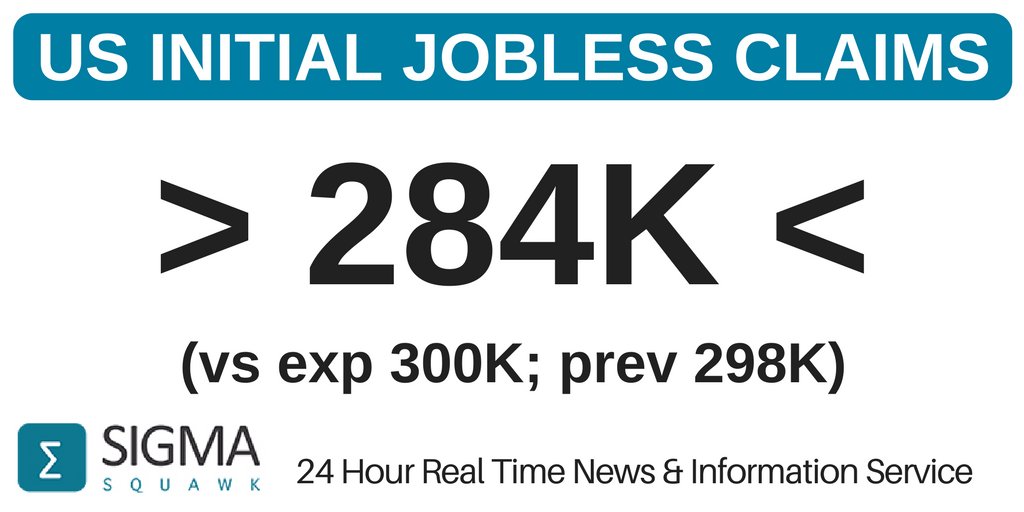 US INITIAL JOBLESS CLAIMS
> 284K <
(vs exp 300K; prev 298K)
Σ SIGMA
SQUAWK
24 Hour Real Time News & Information Service